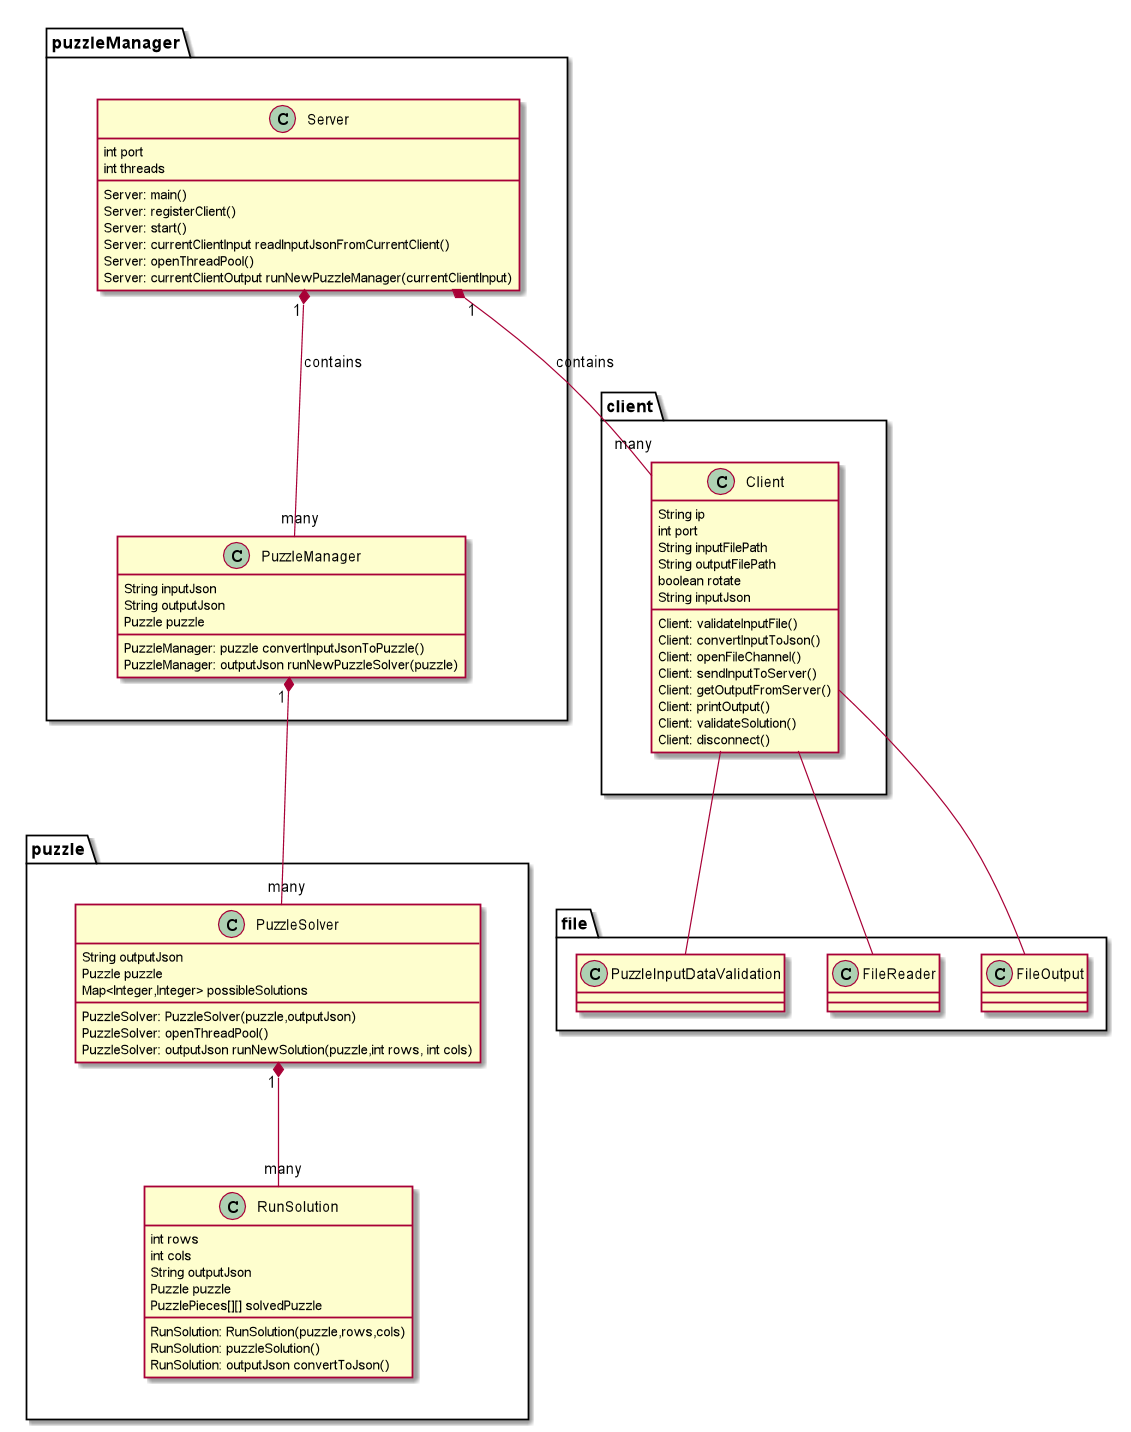 puzzleManager
C Server
int port
int threads
Server: main()
Server: registerClient()
Server: start()
Server: currentClientInput readInputJsonFromCurrentClient()
Server: openThreadPool()
Server: currentClientOutput runNewPuzzleManager(currentClientInput)
1
1
contains
contains
client
many
C Client
String ip
int port
String inputFilePath
String outputFilePath
boolean rotate
String inputJson
Client: validateInputFile()
Client: convertInputToJson()
Client: openFileChannel()
Client: sendInputToServer()
Client: getOutputFromServer()
Client: printOutput()
Client: validateSolution()
Client: disconnect()
many
C PuzzleManager
String inputJson
String outputJson
Puzzle puzzle
PuzzleManager: puzzle convertInputJsonToPuzzle()
PuzzleManager: outputJson runNewPuzzleSolver(puzzle)
1
puzzle
many
C PuzzleSolver
String outputJson
Puzzle puzzle
Map<Integer,Integer> possibleSolutions
PuzzleSolver: PuzzleSolver(puzzle,outputJson)
PuzzleSolver: openThreadPool()
PuzzleSolver: outputJson runNewSolution(puzzle,int rows, int cols)
file
C PuzzleInputDataValidation
C FileReader
C FileOutput
1
many
C RunSolution
int rows
int cols
String outputJson
Puzzle puzzle
PuzzlePieces[][] solvedPuzzle
RunSolution: RunSolution(puzzle,rows,cols)
RunSolution: puzzleSolution()
RunSolution: outputJson convertToJson()